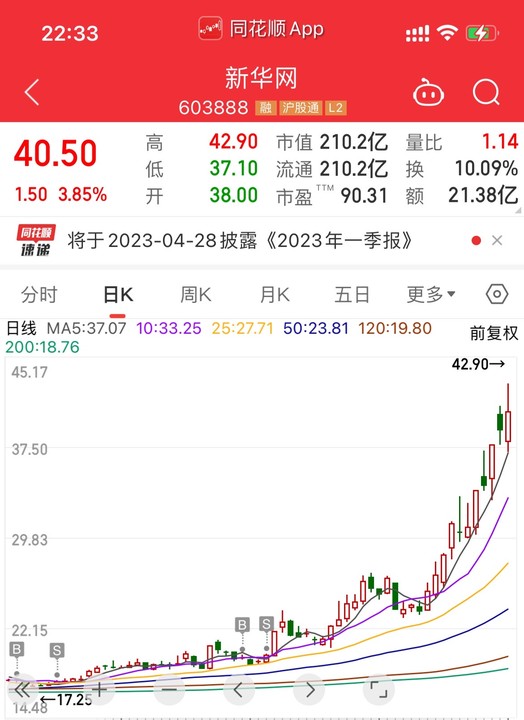 22:33 同花顺App
新华网
603888 融 沪股通 L2
40.50 高 42.90 市值 210.2亿 量比 1.14
低 37.10 流通 210.2亿 换 10.09%
1.50 3.85% 开 38.00 市盈TTM 90.31 额 21.38亿
同花顺 速递 将于2023-04-28披露《2023年一季报》 ×
分时 日K 周K 月K 五日 更多
日线 MA5:37.07 10:33.25 25:27.71 50:23.81 120:19.80 前复权
200:18.76
45.17 42.90→
37.50
29.83
22.15
B S B S
←17.25
14.48